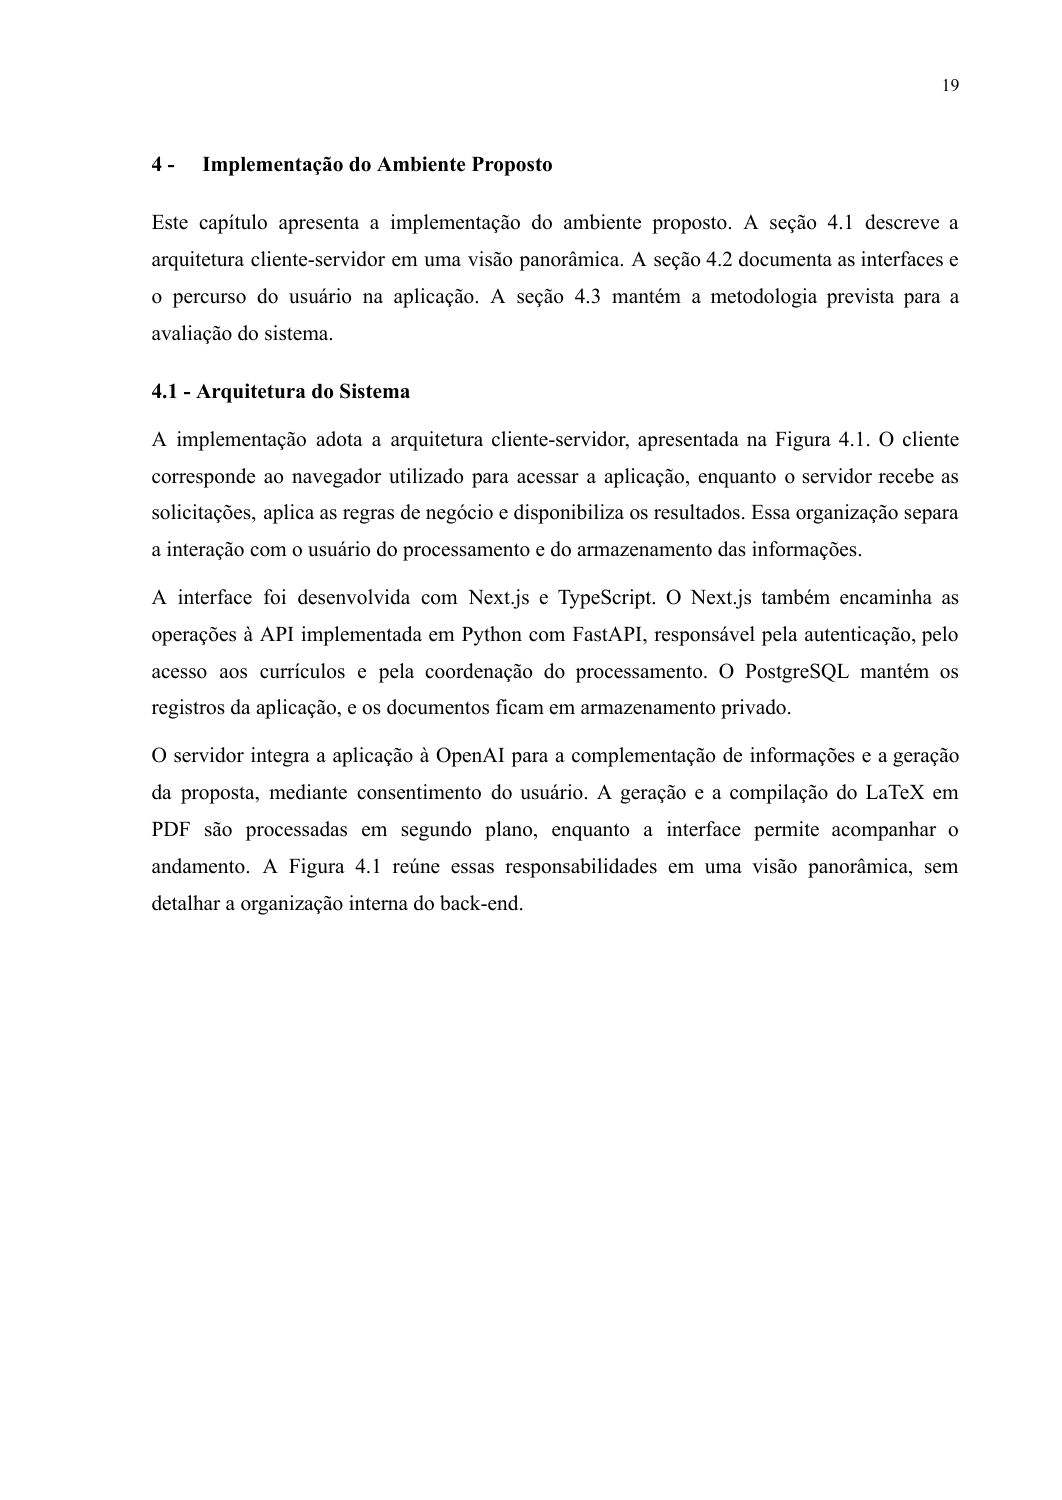 19
4 - Implementação do Ambiente Proposto
Este capítulo apresenta a implementação do ambiente proposto. A seção 4.1 descreve a
arquitetura cliente-servidor em uma visão panorâmica. A seção 4.2 documenta as interfaces e
o percurso do usuário na aplicação. A seção 4.3 mantém a metodologia prevista para a
avaliação do sistema.
4.1 - Arquitetura do Sistema
A implementação adota a arquitetura cliente-servidor, apresentada na Figura 4.1. O cliente
corresponde ao navegador utilizado para acessar a aplicação, enquanto o servidor recebe as
solicitações, aplica as regras de negócio e disponibiliza os resultados. Essa organização separa
a interação com o usuário do processamento e do armazenamento das informações.
A interface foi desenvolvida com Next.js e TypeScript. O Next.js também encaminha as
operações à API implementada em Python com FastAPI, responsável pela autenticação, pelo
acesso aos currículos e pela coordenação do processamento. O PostgreSQL mantém os
registros da aplicação, e os documentos ficam em armazenamento privado.
O servidor integra a aplicação à OpenAI para a complementação de informações e a geração
da proposta, mediante consentimento do usuário. A geração e a compilação do LaTeX em
PDF são processadas em segundo plano, enquanto a interface permite acompanhar o
andamento. A Figura 4.1 reúne essas responsabilidades em uma visão panorâmica, sem
detalhar a organização interna do back-end.